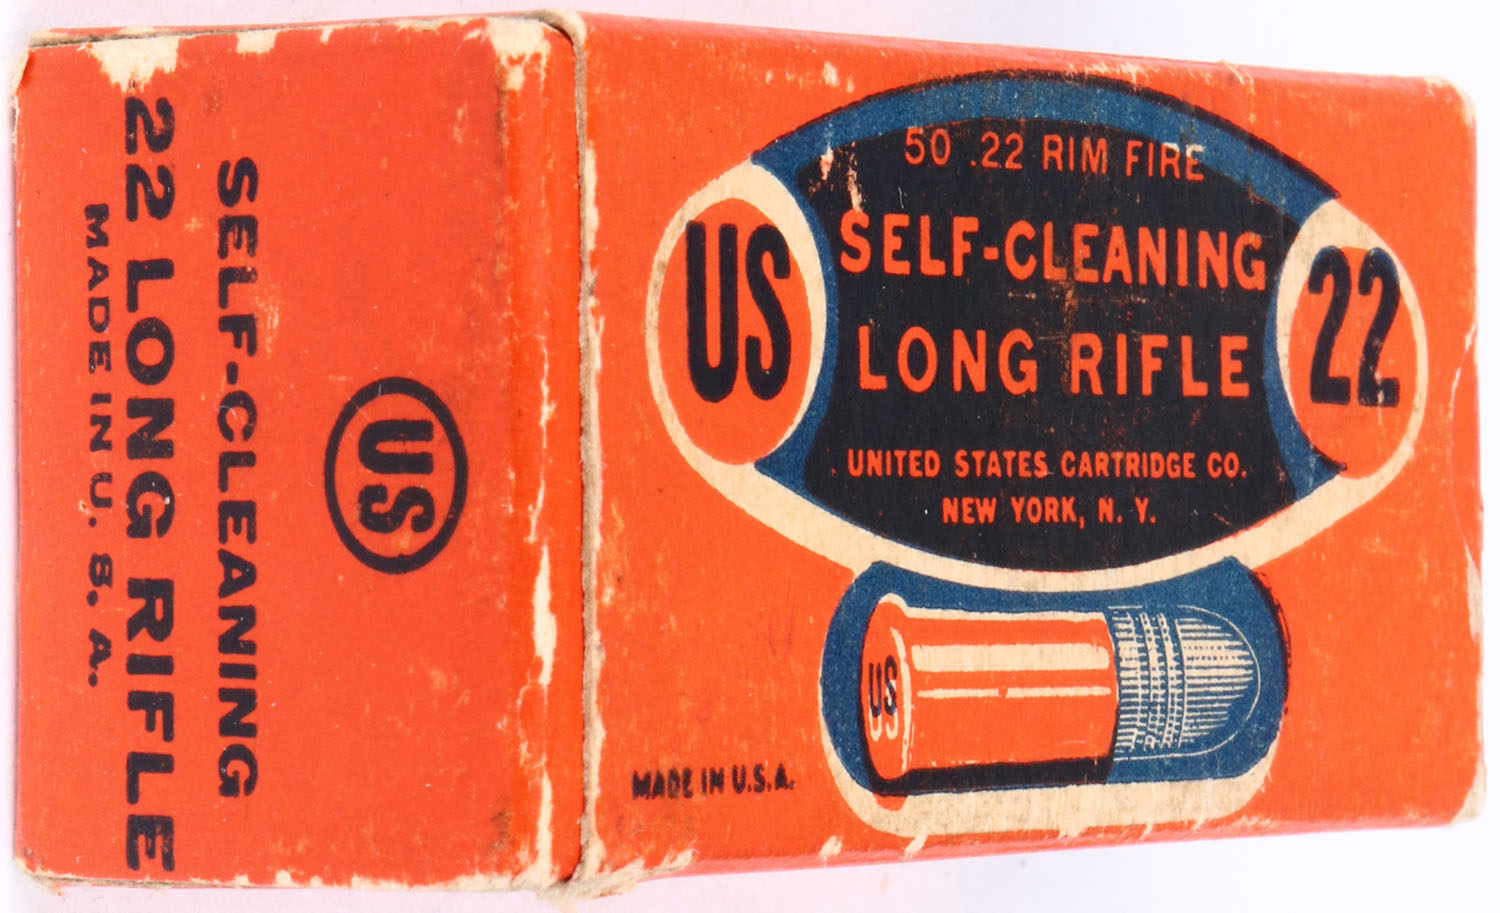 50 .22 RIM FIRE
SELF-CLEANING
LONG RIFLE
UNITED STATES CARTRIDGE CO.
NEW YORK, N. Y.
US
22
US
MADE IN U.S.A.
US
SELF-CLEANING
22 LONG RIFLE
MADE IN U. S. A.